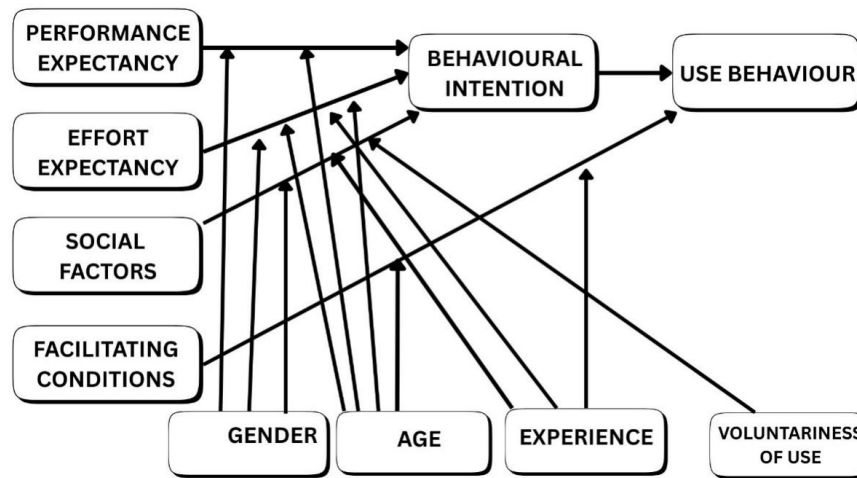 PERFORMANCE
EXPECTANCY
BEHAVIOURAL
INTENTION
USE BEHAVIOUR
EFFORT
EXPECTANCY
SOCIAL
FACTORS
FACILITATING
CONDITIONS
GENDER
AGE
EXPERIENCE
VOLUNTARINESS
OF USE